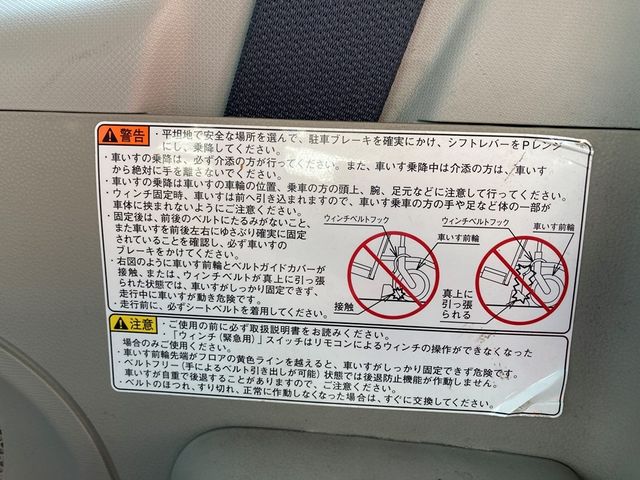 警告
・平坦地で安全な場所を選んで、駐車ブレーキを確実にかけ、シフトレバーをPレンジ
にし、乗降してください。
・車いすの乗降は、必ず介添の方が行ってください。また、車いす乗降中は介添の方は、車いす
から絶対に手を離さないでください。
・車いすの乗降は車いすの車輪の位置、乗車の方の頭上、腕、足元などに注意して行ってください。
・ウィンチ固定時、車いすは前へ引き込まれますので、車いす乗車の方の手や足など体の一部が
車体に挟まれないようにご注意ください。
・固定後は、前後のベルトにたるみがないこと、
また車いすを前後左右にゆさぶり確実に固定
されていることを確認し、必ず車いすの
ブレーキをかけてください。
・右図のように車いす前輪とベルトガイドカバーが
接触、または、ウィンチベルトが真上に引っ張
られた状態では、車いすがしっかり固定できず、
走行中に車いすが動き危険です。
・走行前に、必ずシートベルトを着用してください。
ウィンチベルトフック
車いす前輪
接触
ウィンチベルトフック
車いす前輪
真上に
引っ張
られる
注意
・ご使用の前に必ず取扱説明書をお読みください。
・「ウィンチ(緊急用)」スイッチはリモコンによるウィンチの操作ができなくなった
場合のみご使用ください。
・車いす前輪先端がフロアの黄色ラインを越えると、車いすがしっかり固定できず危険です。
・ベルトフリー(手によるベルト引き出しが可能)状態では後退防止機能が作動しません。
車いすが自重で後退することがありますので、ご注意ください。
・ベルトのほつれ、すり切れ、正常に作動しなくなった場合は、すぐに交換してください。